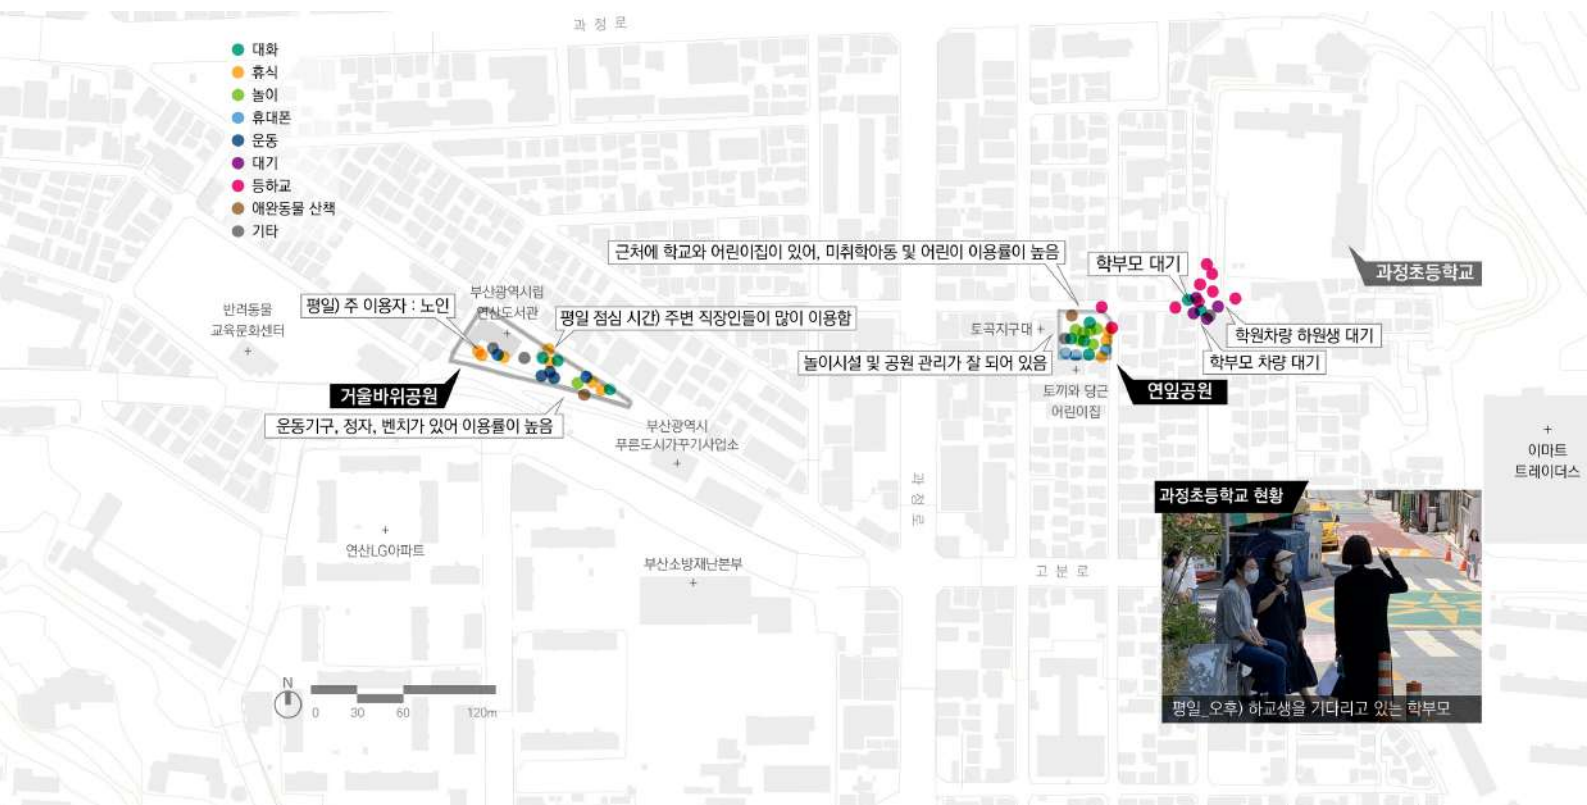 과정로
대화
휴식
놀이
휴대폰
운동
대기
등하교
애완동물 산책
기타
근처에 학교와 어린이집이 있어, 미취학아동 및 어린이 이용률이 높음
학부모 대기
과정초등학교
반려동물
교육문화센터
+
평일) 주 이용자 : 노인
부산광역시립
연산도서관
+
평일 점심 시간) 주변 직장인들이 많이 이용함
토곡지구대 +
학원차량 하원생 대기
학부모 차량 대기
놀이시설 및 공원 관리가 잘 되어 있음
거울바위공원
+
토끼와 당근
어린이집
연잎공원
운동기구, 정자, 벤치가 있어 이용률이 높음
부산광역시
푸른도시가꾸기사업소
+
+
이마트
트레이더스
과정로
과정초등학교 현황
+
연산LG아파트
부산소방재난본부
+
고분로
N
0 30 60 120m
평일_오후) 하교생을 기다리고 있는 학부모